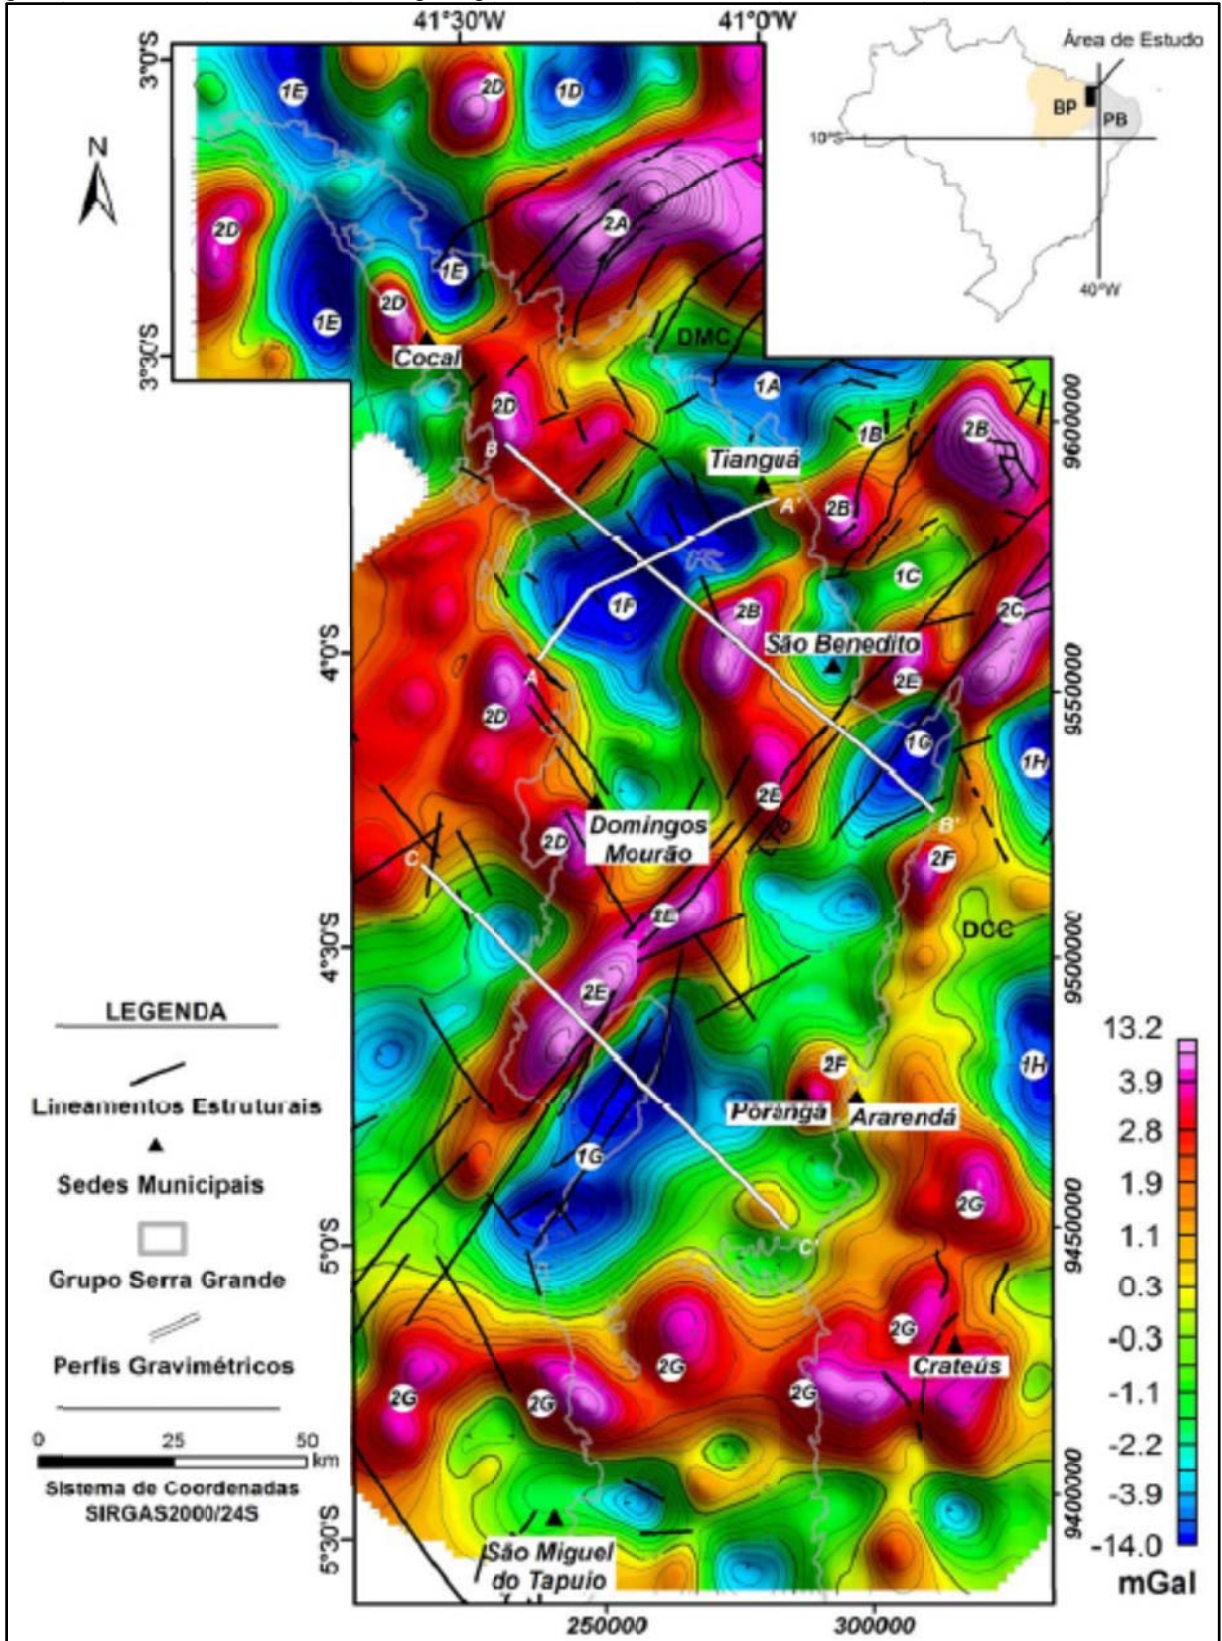 41°30'W
41°0'W
Área de Estudo
BP
PB
10°S
40°W
N
3°0'S
1E
2D
1D
2D
2A
1E
2D
1E
3°30'S
Cocal
DMC
1A
2D
1B
2B
9600000
B
Tianguá
A'
2B
1C
1F
2B
2C
São Benedito
4°0'S
A
2E
9550000
2D
1G
1H
2E
LTB
B'
Domingos
Mourão
2D
2F
C
2E
DCC
4°30'S
9500000
2E
LEGENDA
Lineamentos Estruturais
Sedes Municipais
Grupo Serra Grande
Perfis Gravimétricos
0 25 50
km
Sistema de Coordenadas
SIRGAS2000/24S
2F
1H
Poranga
Ararendá
1G
2G
5°0'S
C'
9450000
2G
2G
Crateús
2G
2G
2G
9400000
5°30'S
São Miguel
do Tapuio
250000
300000
13.2
3.9
2.8
1.9
1.1
0.3
-0.3
-1.1
-2.2
-3.9
-14.0
mGal